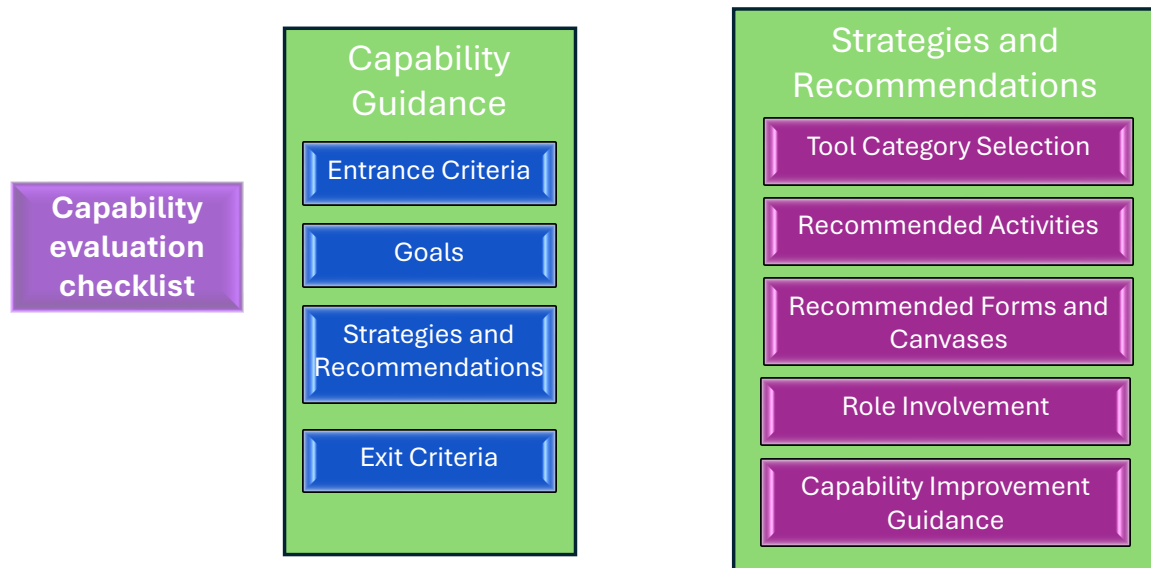 Capability
evaluation
checklist
Capability
Guidance
Entrance Criteria
Goals
Strategies and
Recommendations
Exit Criteria
Strategies and
Recommendations
Tool Category Selection
Recommended Activities
Recommended Forms and
Canvases
Role Involvement
Capability Improvement
Guidance